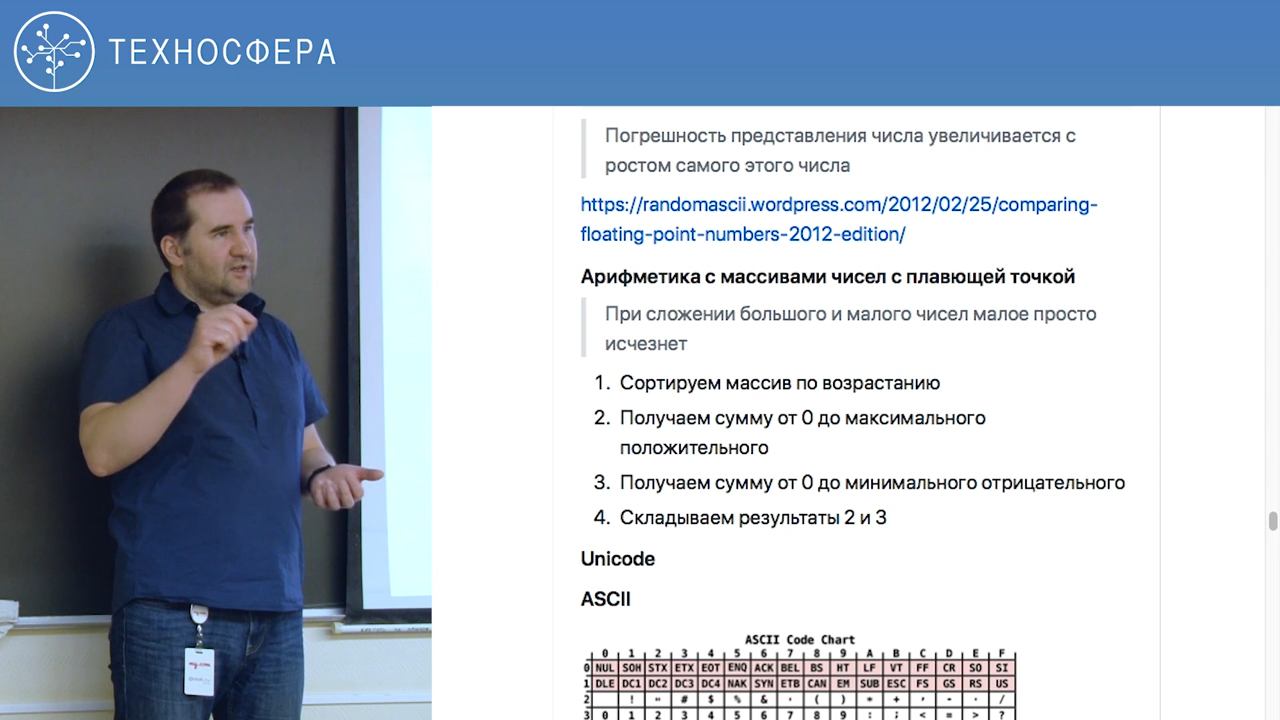 ТЕХНОСФЕРА
Погрешность представления числа увеличивается с
ростом самого этого числа
https://randomascii.wordpress.com/2012/02/25/comparing-
floating-point-numbers-2012-edition/
Арифметика с массивами чисел с плавющей точкой
При сложении большого и малого чисел малое просто
исчезнет
1. Сортируем массив по возрастанию
2. Получаем сумму от 0 до максимального
положительного
3. Получаем сумму от 0 до минимального отрицательного
4. Складываем результаты 2 и 3
Unicode
ASCII
ASCII Code Chart
0 1 2 3 4 5 6 7 8 9 A B C D E F
0 NUL SOH STX ETX EOT ENQ ACK BEL BS HT LF VT FF CR SO SI
1 DLE DC1 DC2 DC3 DC4 NAK SYN ETB CAN EM SUB ESC FS GS RS US
2 ! " # $ % & ' ( ) * + , - . /
3 0 1 2 3 4 5 6 7 8 9 : ; < = > ?